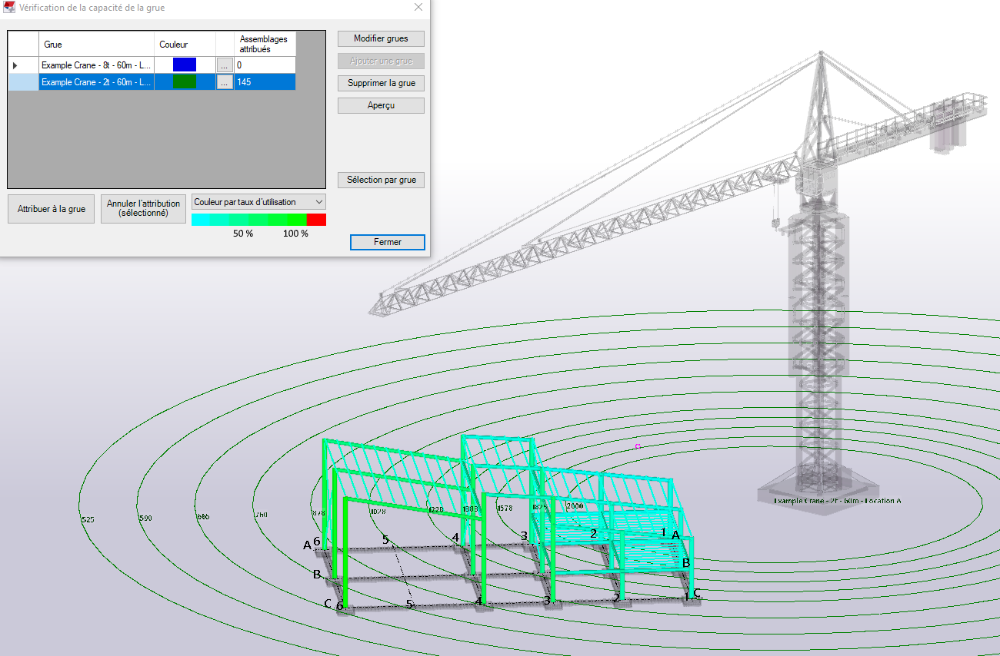 Vérification de la capacité de la grue
Grue
Couleur
Assemblages
attribués
Example Crane - 8t - 60m - L...
...
0
Example Crane - 2t - 60m - L...
...
145
Modifier grues
Ajouter une grue
Supprimer la grue
Aperçu
Sélection par grue
Attribuer à la grue
Annuler l'attribution
(sélectionné)
Couleur par taux d'utilisation
50 %
100 %
Fermer
525
590
665
760
878
1028
1220
1578
1825
2000
Example Crane - 2t - 60m - Location A
A
6
5
4
3
2
1
A
B
B
C
6
5
4
3
2
1
C